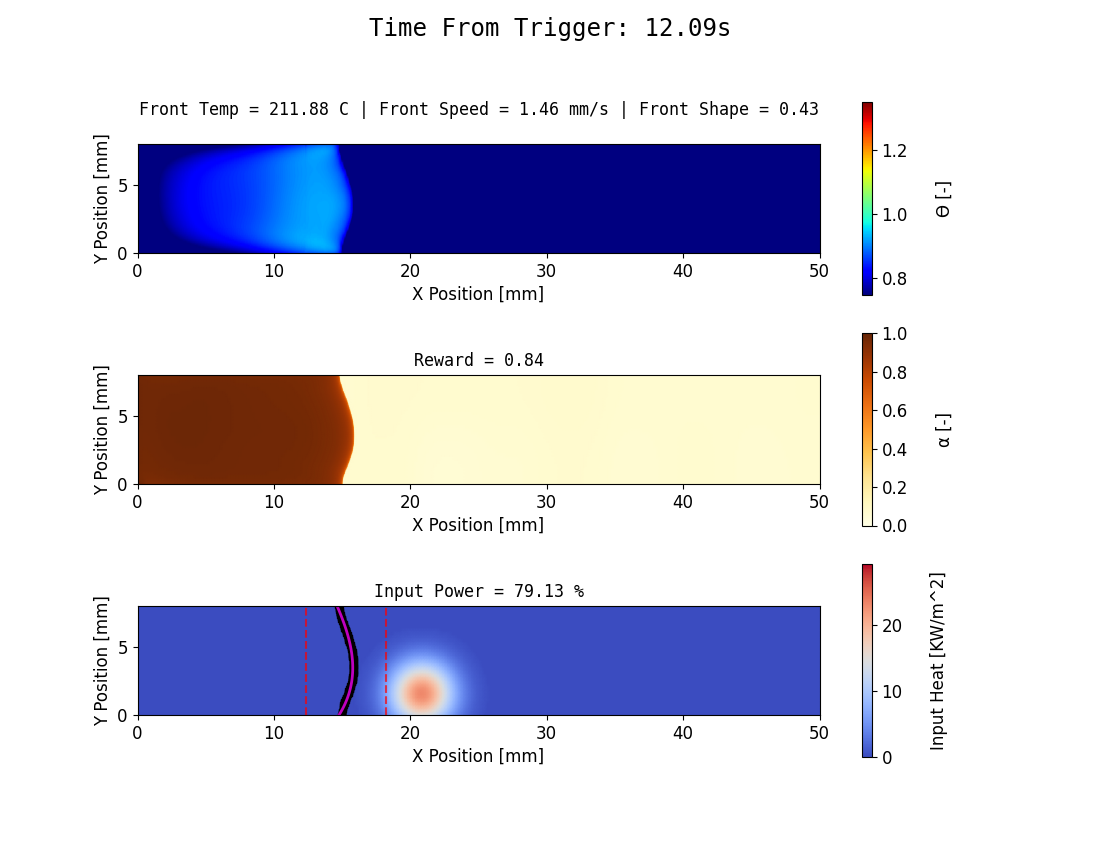 Time From Trigger: 12.09s
Front Temp = 211.88 C | Front Speed = 1.46 mm/s | Front Shape = 0.43
Y Position [mm]
5
0
0 10 20 30 40 50
X Position [mm]
1.2
1.0
0.8
Θ [-]
Reward = 0.84
Y Position [mm]
5
0
0 10 20 30 40 50
X Position [mm]
1.0
0.8
0.6
0.4
0.2
0.0
α [-]
Input Power = 79.13 %
Y Position [mm]
5
0
0 10 20 30 40 50
X Position [mm]
20
10
0
Input Heat [KW/m^2]